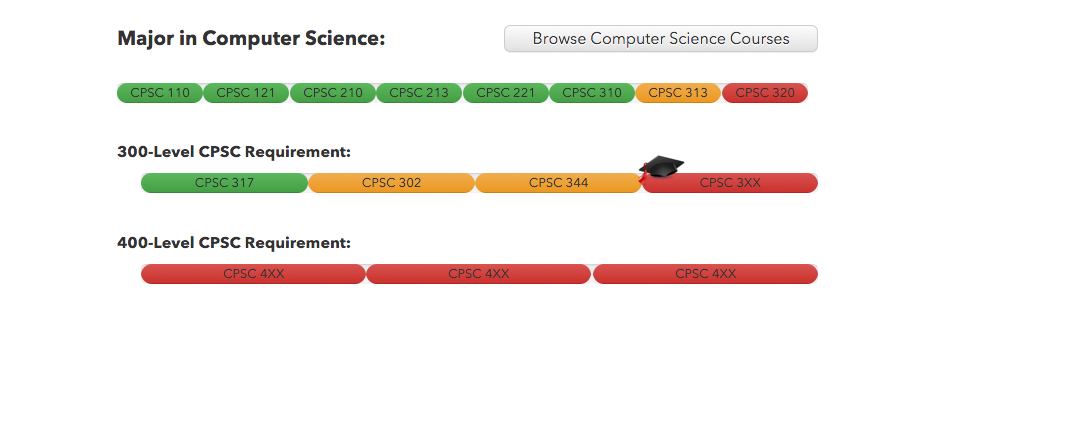 Major in Computer Science:
Browse Computer Science Courses
CPSC 110 CPSC 121 CPSC 210 CPSC 213 CPSC 221 CPSC 310 CPSC 313 CPSC 320
300-Level CPSC Requirement:
CPSC 317 CPSC 302 CPSC 344 CPSC 3XX
400-Level CPSC Requirement:
CPSC 4XX CPSC 4XX CPSC 4XX